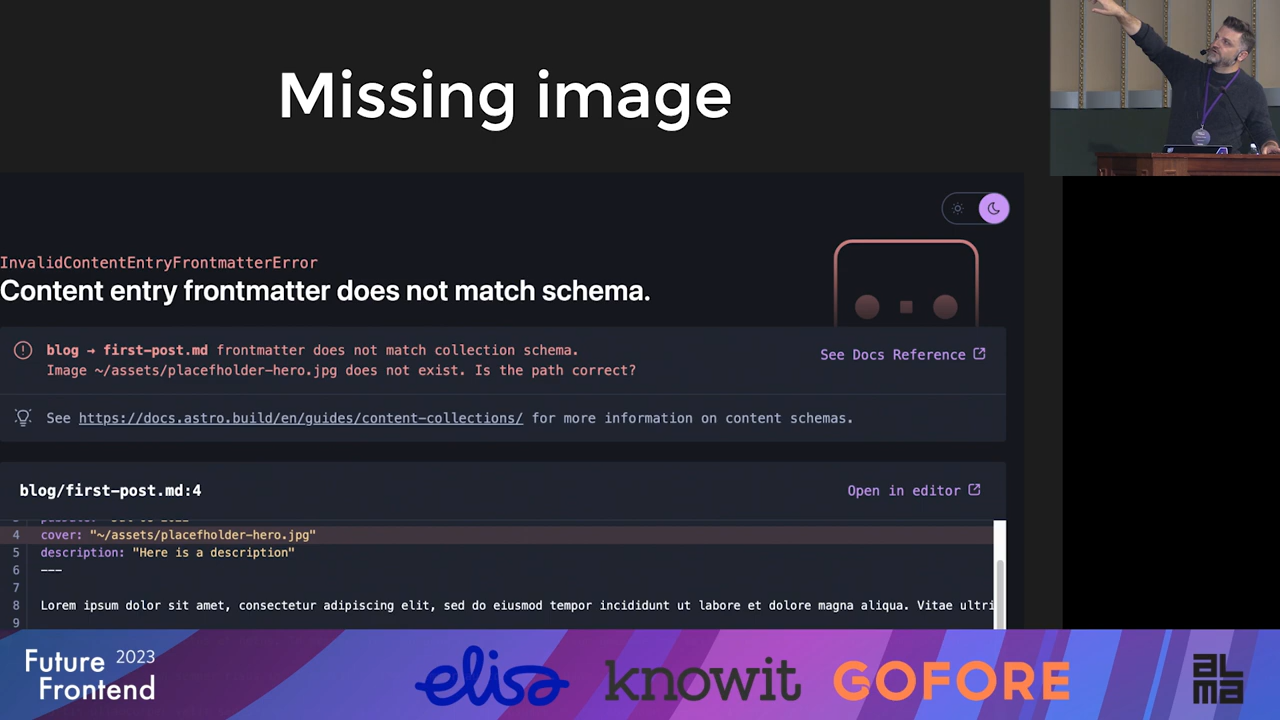 Missing image
InvalidContentEntryFrontmatterError
Content entry frontmatter does not match schema.
blog → first-post.md frontmatter does not match collection schema.
Image ~/assets/placefholder-hero.jpg does not exist. Is the path correct?
See Docs Reference
See https://docs.astro.build/en/guides/content-collections/ for more information on content schemas.
blog/first-post.md:4
Open in editor
4 cover: "~/assets/placefholder-hero.jpg"
5 description: "Here is a description"
6 ---
7
8 Lorem ipsum dolor sit amet, consectetur adipiscing elit, sed do eiusmod tempor incididunt ut labore et dolore magna aliqua. Vitae ultri
9
Future 2023
Frontend
elisa
knowit
GOFORE
ALMA